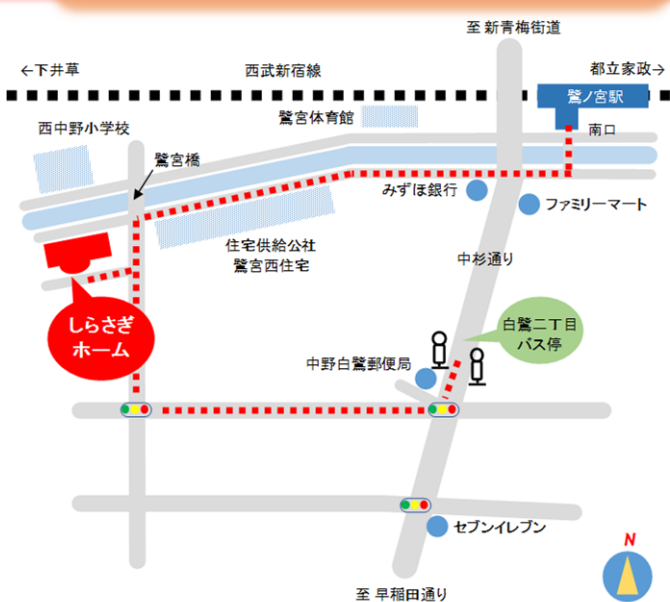 至 新青梅街道
←下井草
西武新宿線
都立家政→
鷺ノ宮駅
鷺宮体育館
西中野小学校
南口
鷺宮橋
みずほ銀行
ファミリーマート
住宅供給公社
鷺宮西住宅
中杉通り
しらさぎ
ホーム
白鷺二丁目
バス停
中野白鷺郵便局
セブンイレブン
N
至 早稲田通り